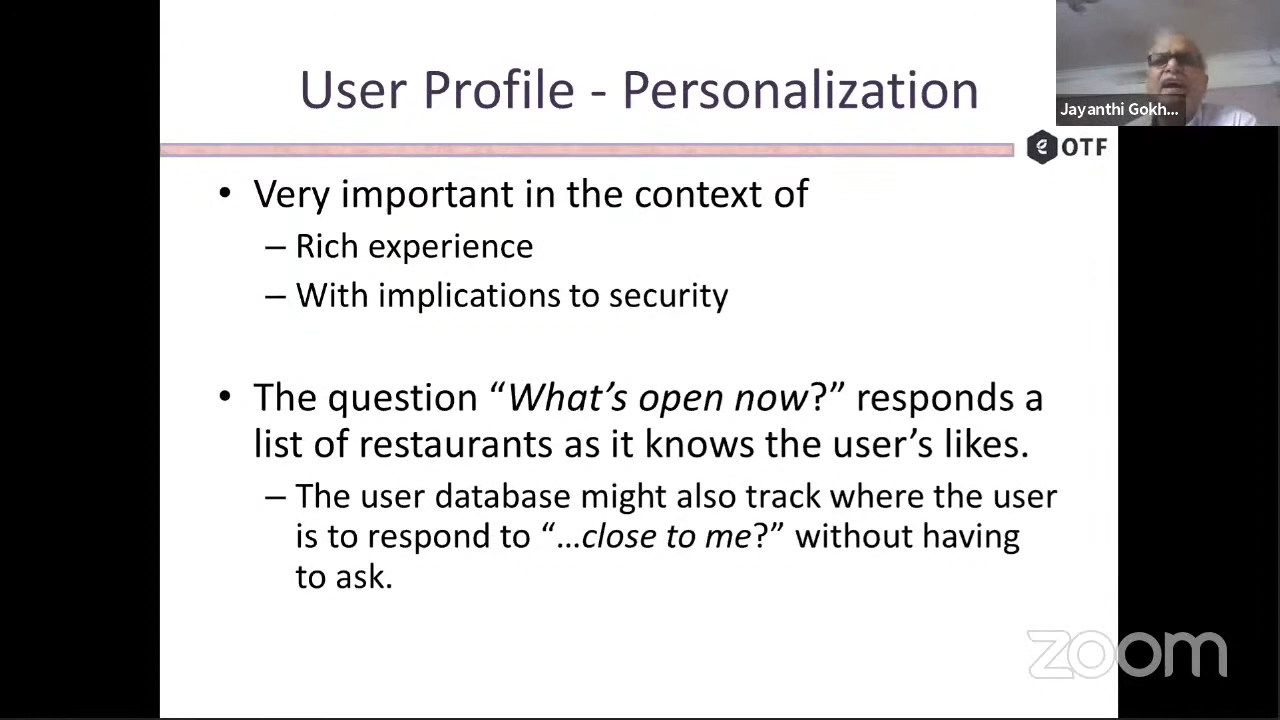 User Profile - Personalization
Jayanthi Gokh...
OTF
• Very important in the context of
– Rich experience
– With implications to security
• The question “What’s open now?” responds a
list of restaurants as it knows the user’s likes.
– The user database might also track where the user
is to respond to “…close to me?” without having
to ask.
zoom